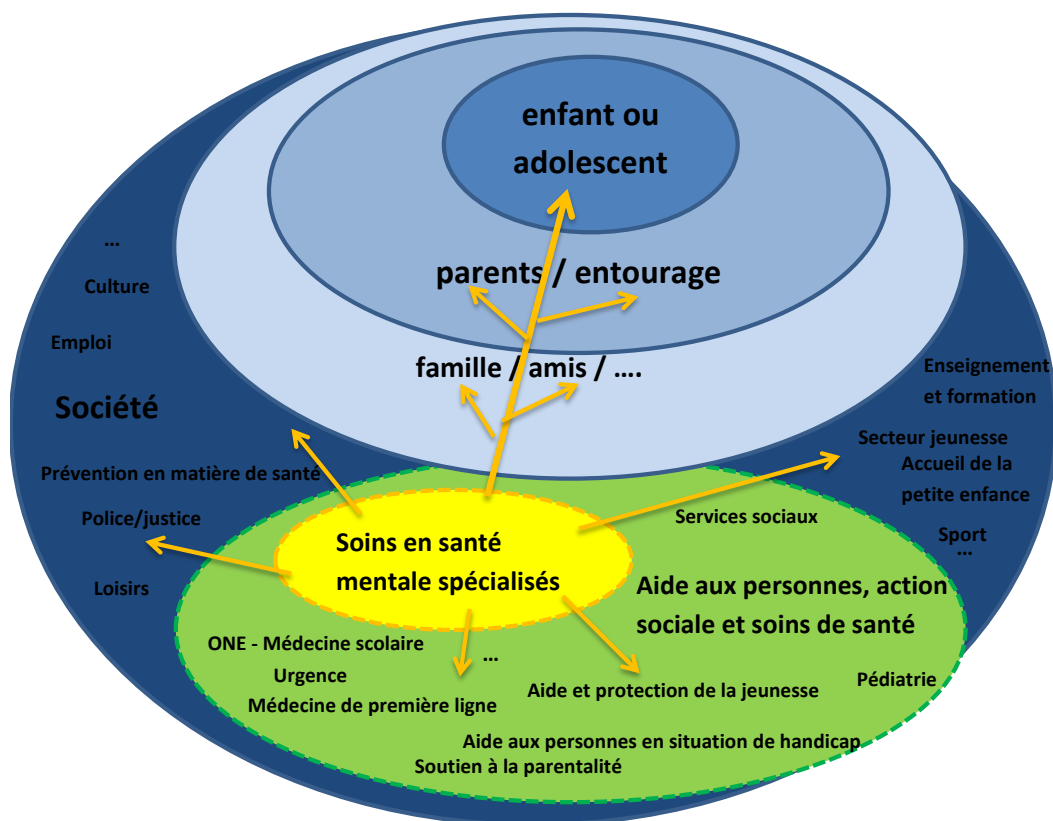 enfant ou
adolescent
parents / entourage
famille / amis / ….
…
Culture
Emploi
Société
Prévention en matière de santé
Police/justice
Loisirs
Enseignement
et formation
Secteur jeunesse
Accueil de la
petite enfance
Sport
…
Services sociaux
Soins en santé
mentale spécialisés
Aide aux personnes, action
sociale et soins de santé
ONE - Médecine scolaire
…
Urgence
Médecine de première ligne
Aide et protection de la jeunesse
Pédiatrie
Aide aux personnes en situation de handicap
Soutien à la parentalité